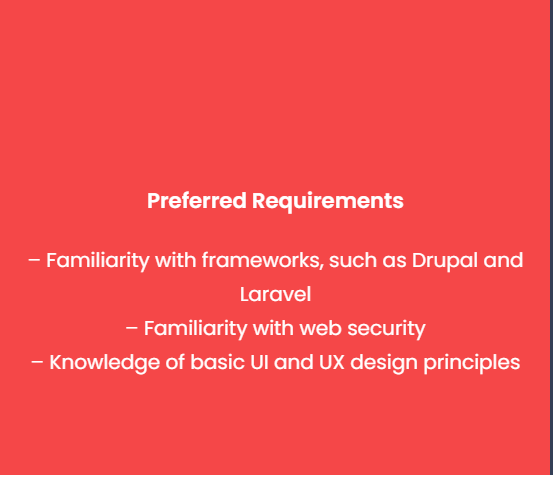 Preferred Requirements
– Familiarity with frameworks, such as Drupal and
Laravel
– Familiarity with web security
– Knowledge of basic UI and UX design principles